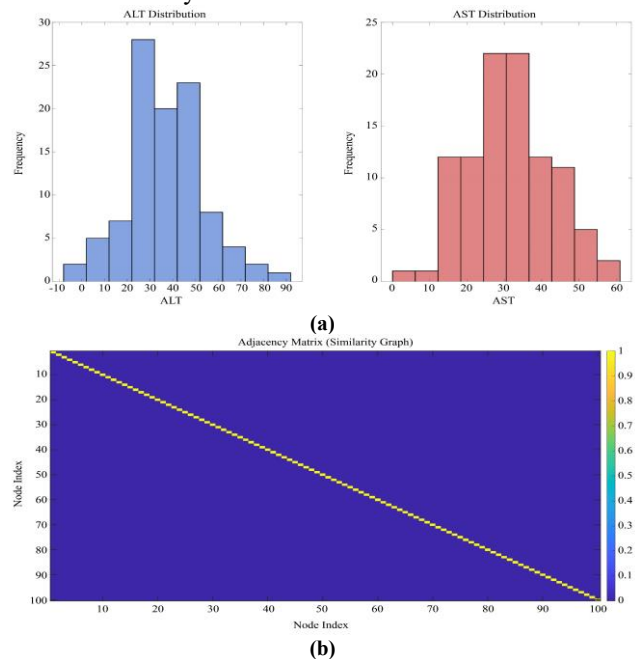 ALT Distribution AST Distribution
30 25
25 20
20 15
15 10
10 5
5 0
0
Frequency Frequency
-10 0 10 20 30 40 50 60 70 80 90 0 10 20 30 40 50 60
ALT AST
(a)
Adjacency Matrix (Similarity Graph)
10
20
30
40
50
60
70
80
90
100
Node Index
10 20 30 40 50 60 70 80 90 100
Node Index
1
0.9
0.8
0.7
0.6
0.5
0.4
0.3
0.2
0.1
0
(b)